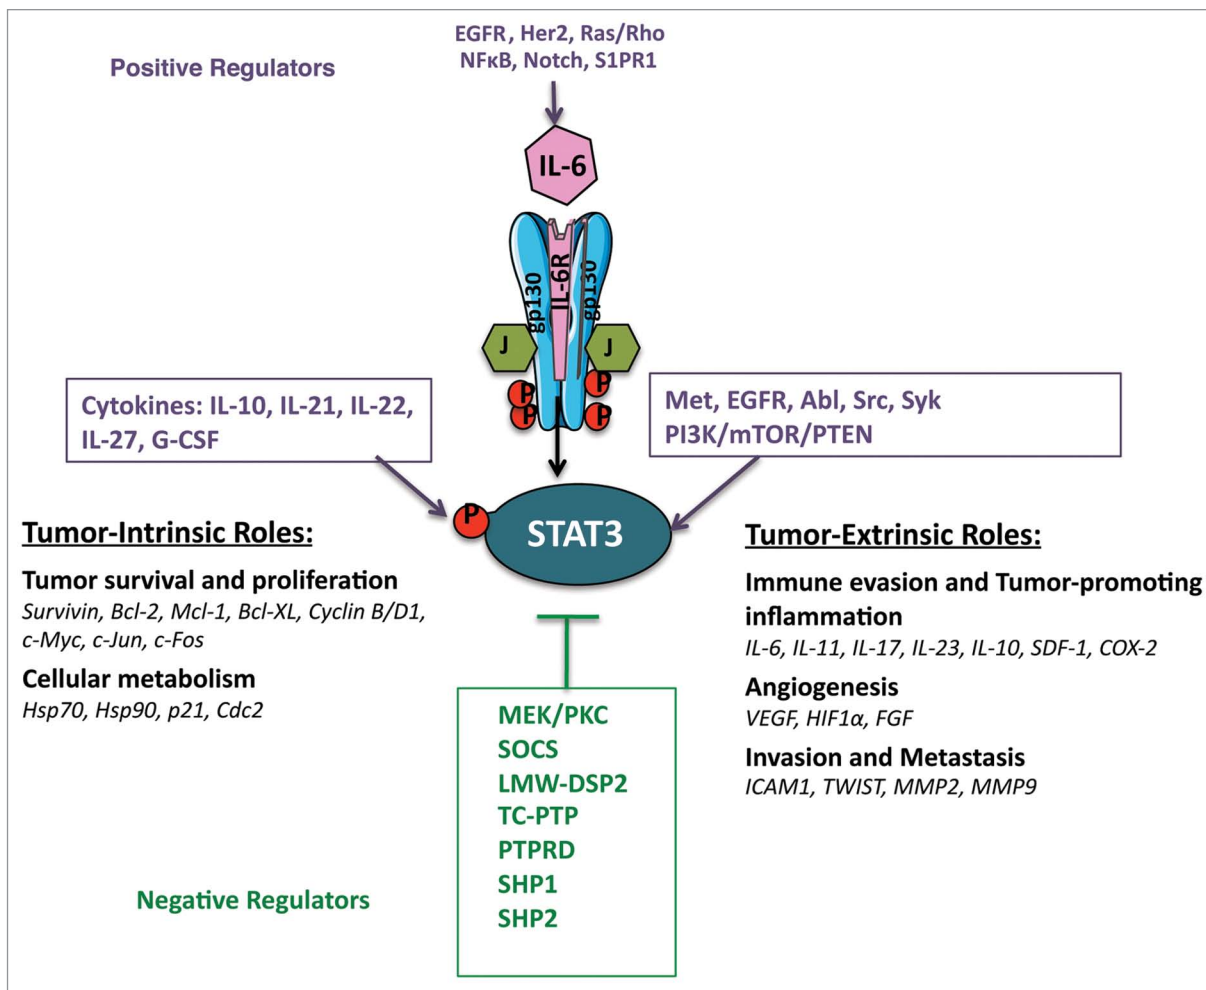 EGFR, Her2, Ras/Rho
NFκB, Notch, S1PR1
Positive Regulators
IL-6
gp130
IL-6R
gp130
J
J
P
P
P
P
Cytokines: IL-10, IL-21, IL-22,
IL-27, G-CSF
Met, EGFR, Abl, Src, Syk
PI3K/mTOR/PTEN
P
STAT3
Tumor-Intrinsic Roles:
Tumor survival and proliferation
Survivin, Bcl-2, Mcl-1, Bcl-XL, Cyclin B/D1,
c-Myc, c-Jun, c-Fos
Cellular metabolism
Hsp70, Hsp90, p21, Cdc2
Tumor-Extrinsic Roles:
Immune evasion and Tumor-promoting
inflammation
IL-6, IL-11, IL-17, IL-23, IL-10, SDF-1, COX-2
Angiogenesis
VEGF, HIF1α, FGF
Invasion and Metastasis
ICAM1, TWIST, MMP2, MMP9
MEK/PKC
SOCS
LMW-DSP2
TC-PTP
PTPRD
SHP1
SHP2
Negative Regulators